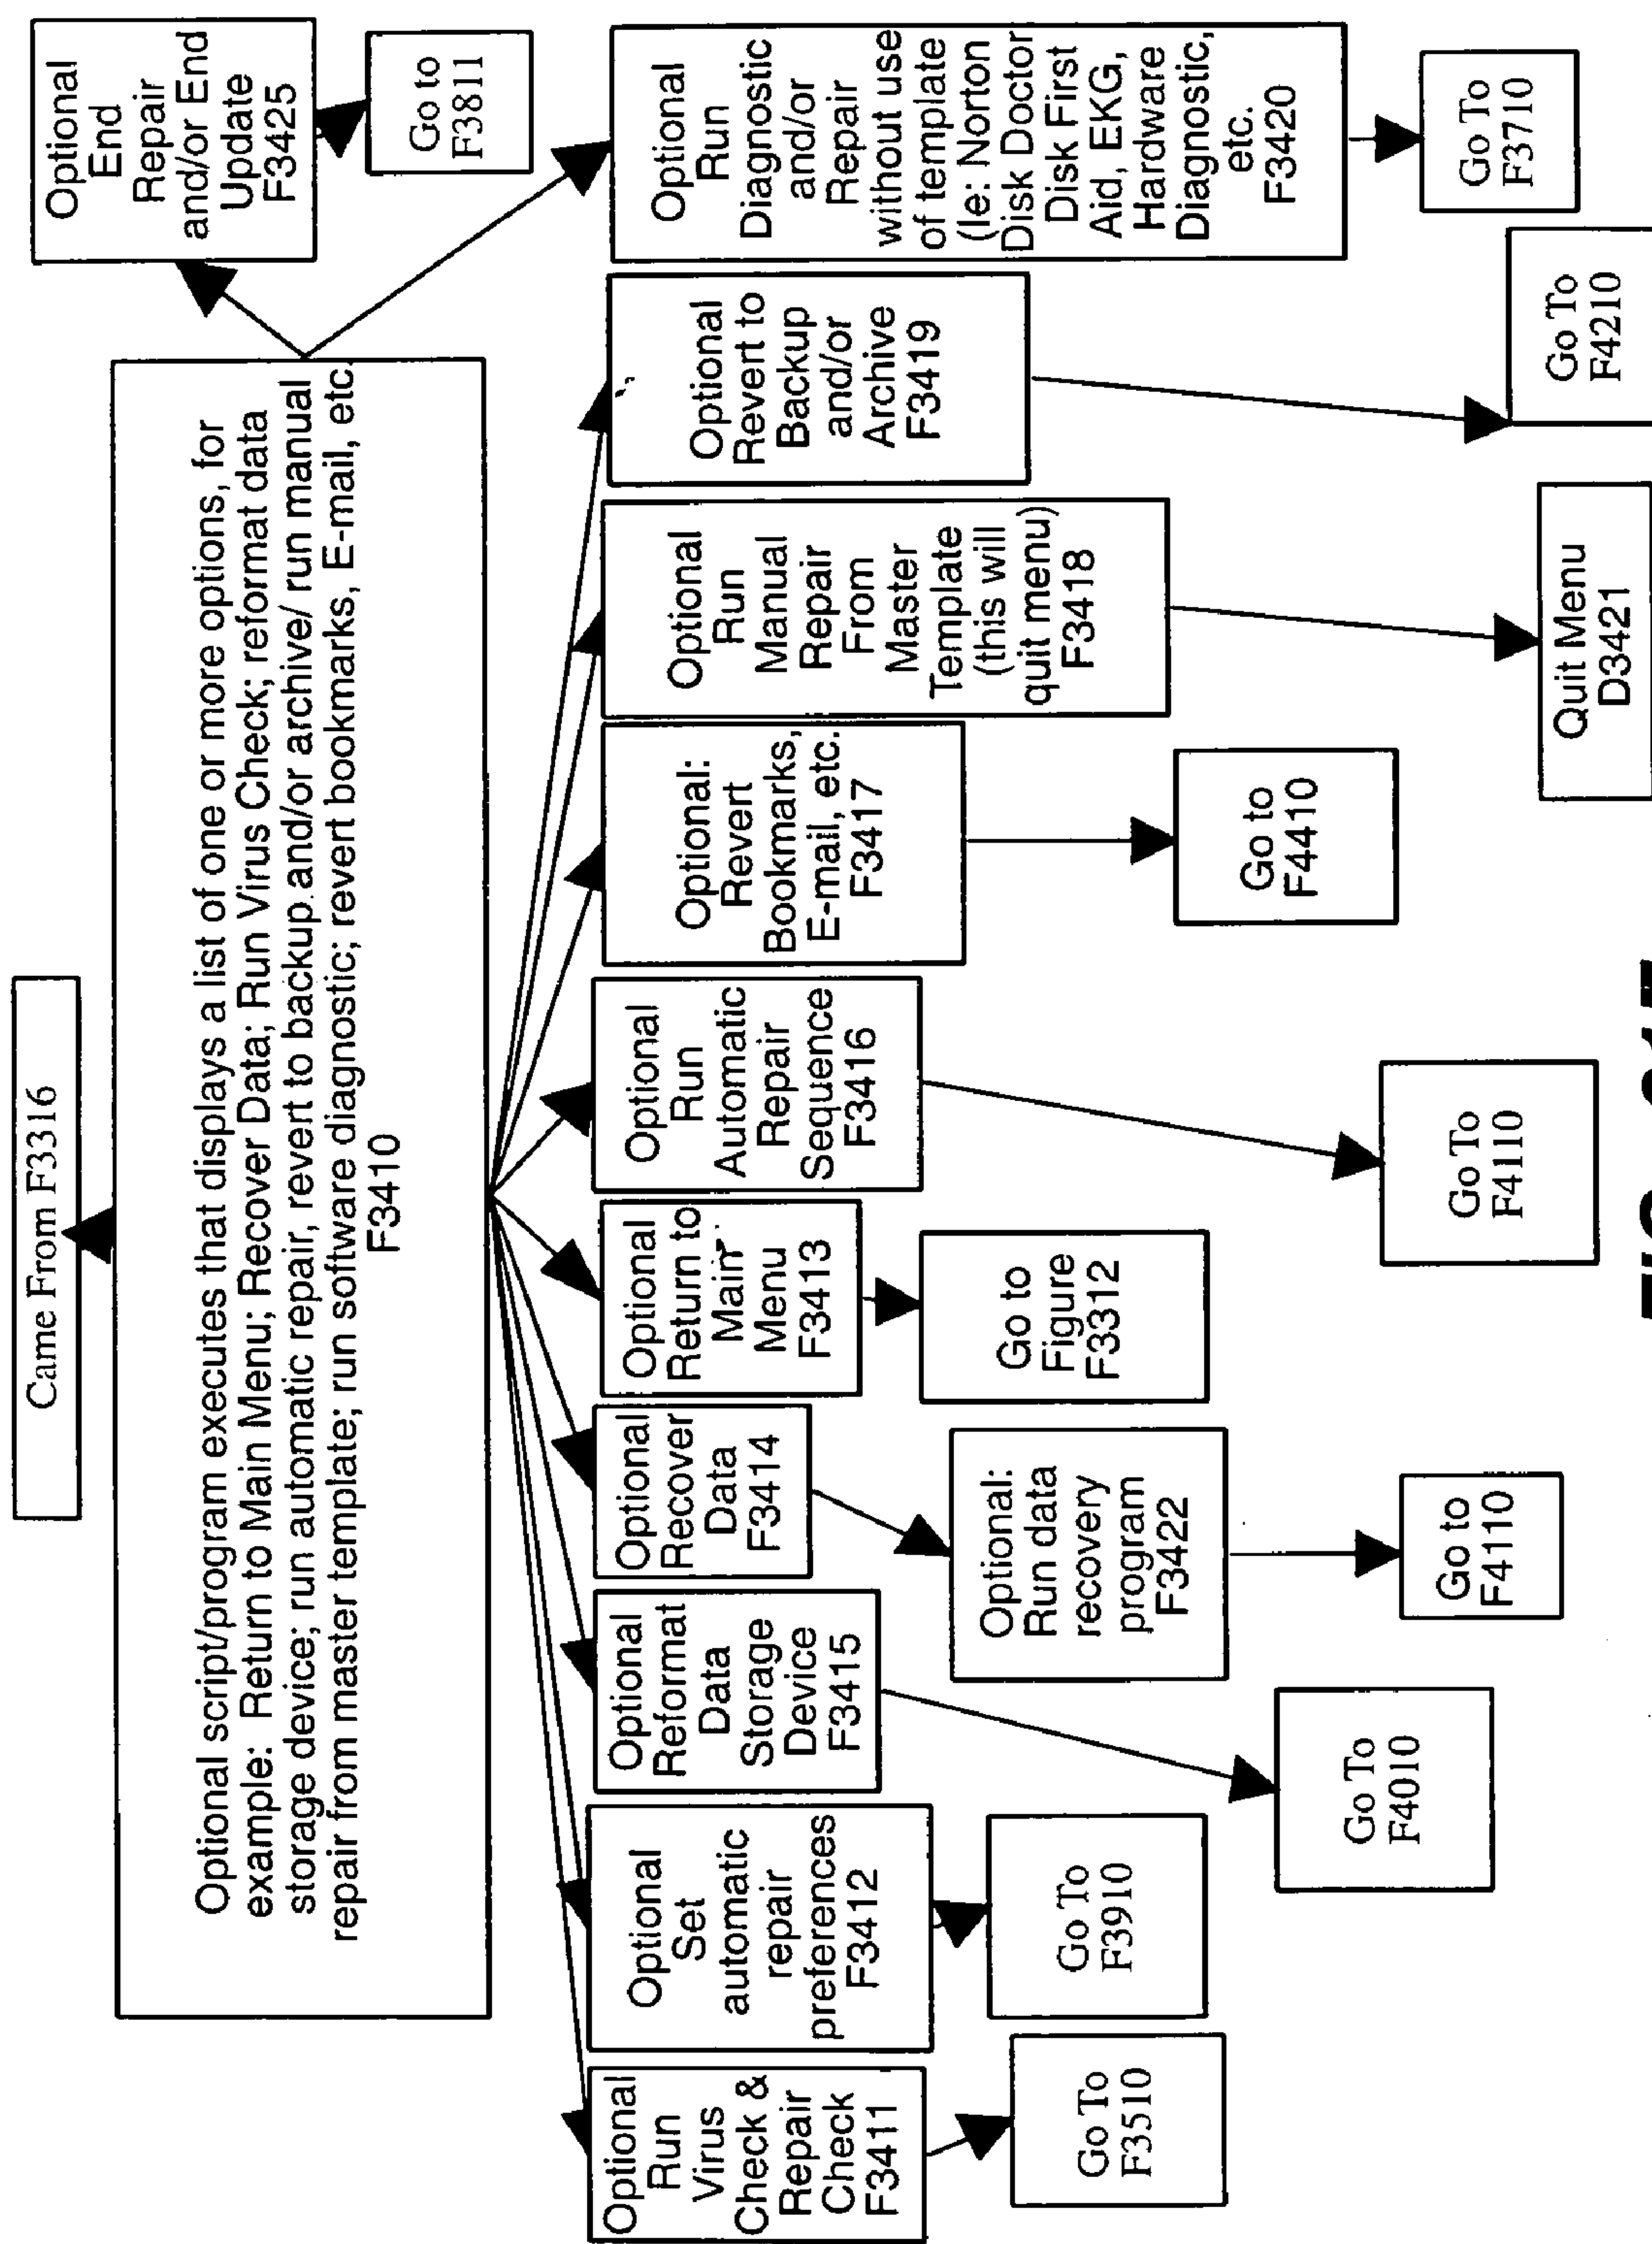 Came From F3316
Optional script/program executes that displays a list of one or more options, for
example: Return to Main Menu; Recover Data; Run Virus Check; reformat data
storage device; run automatic repair, revert to backup and/or archive/ run manual
repair from master template; run software diagnostic; revert bookmarks, E-mail, etc.
F3410
Optional
End
Repair
and/or End
Update
F3425
Go to
F3811
Optional
Run
Virus
Check &
Repair
Check
F3411
Go To
F3510
Optional
Set
automatic
repair
preferences
F3412
Go To
F3910
Optional
Reformat
Data
Storage
Device
F3415
Go To
F4010
Optional
Recover
Data
F3414
Optional:
Run data
recovery
program
F3422
Go to
F4110
Optional
Return to
Main
Menu
F3413
Go to
Figure
F3312
Optional
Run
Automatic
Repair
Sequence
F3416
Go To
F4110
Optional:
Revert
Bookmarks,
E-mail, etc.
F3417
Go to
F4410
Optional
Run
Manual
Repair
From
Master
Template
(this will
quit menu)
F3418
Quit Menu
D3421
Optional
Revert to
Backup
and/or
Archive
F3419
Go To
F4210
Optional
Run
Diagnostic
and/or
Repair
without use
of template
(Ie: Norton
Disk Doctor
Disk First
Aid, EKG,
Hardware
Diagnostic,
etc.
F3420
Go To
F3710